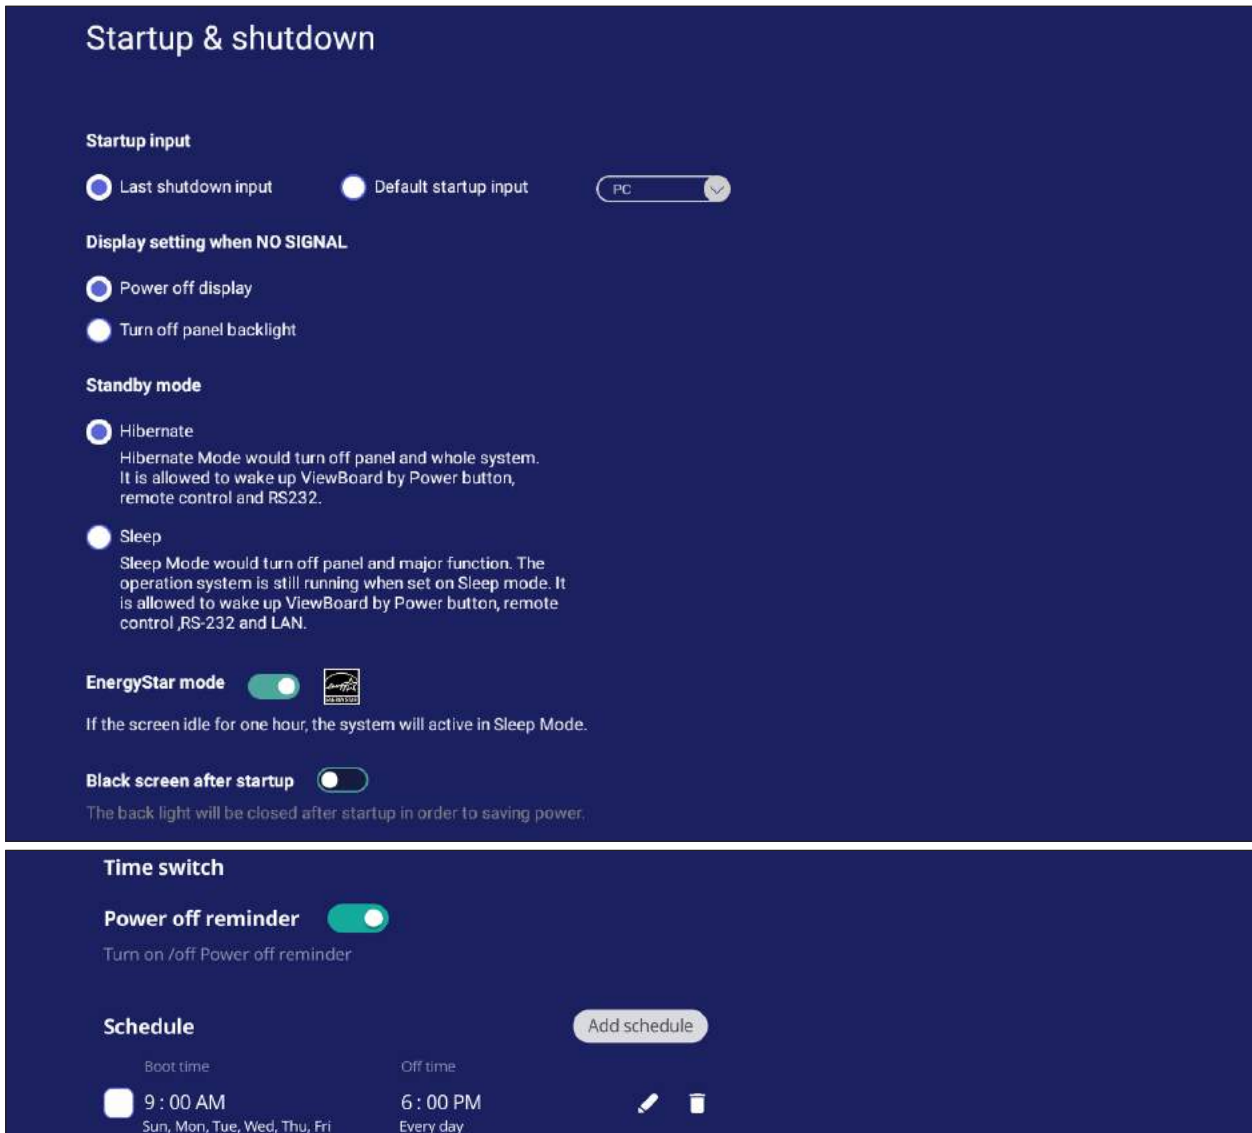 Startup & shutdown
Startup input
Last shutdown input Default startup input PC
Display setting when NO SIGNAL
Power off display
Turn off panel backlight
Standby mode
Hibernate
Hibernate Mode would turn off panel and whole system.
It is allowed to wake up ViewBoard by Power button,
remote control and RS232.
Sleep
Sleep Mode would turn off panel and major function. The
operation system is still running when set on Sleep mode. It
is allowed to wake up ViewBoard by Power button, remote
control ,RS-232 and LAN.
EnergyStar mode
If the screen idle for one hour, the system will active in Sleep Mode.
Black screen after startup
The back light will be closed after startup in order to saving power.
Time switch
Power off reminder
Turn on /off Power off reminder
Schedule Add schedule
Boot time Off time
9 : 00 AM 6 : 00 PM
Sun, Mon, Tue, Wed, Thu, Fri Every day